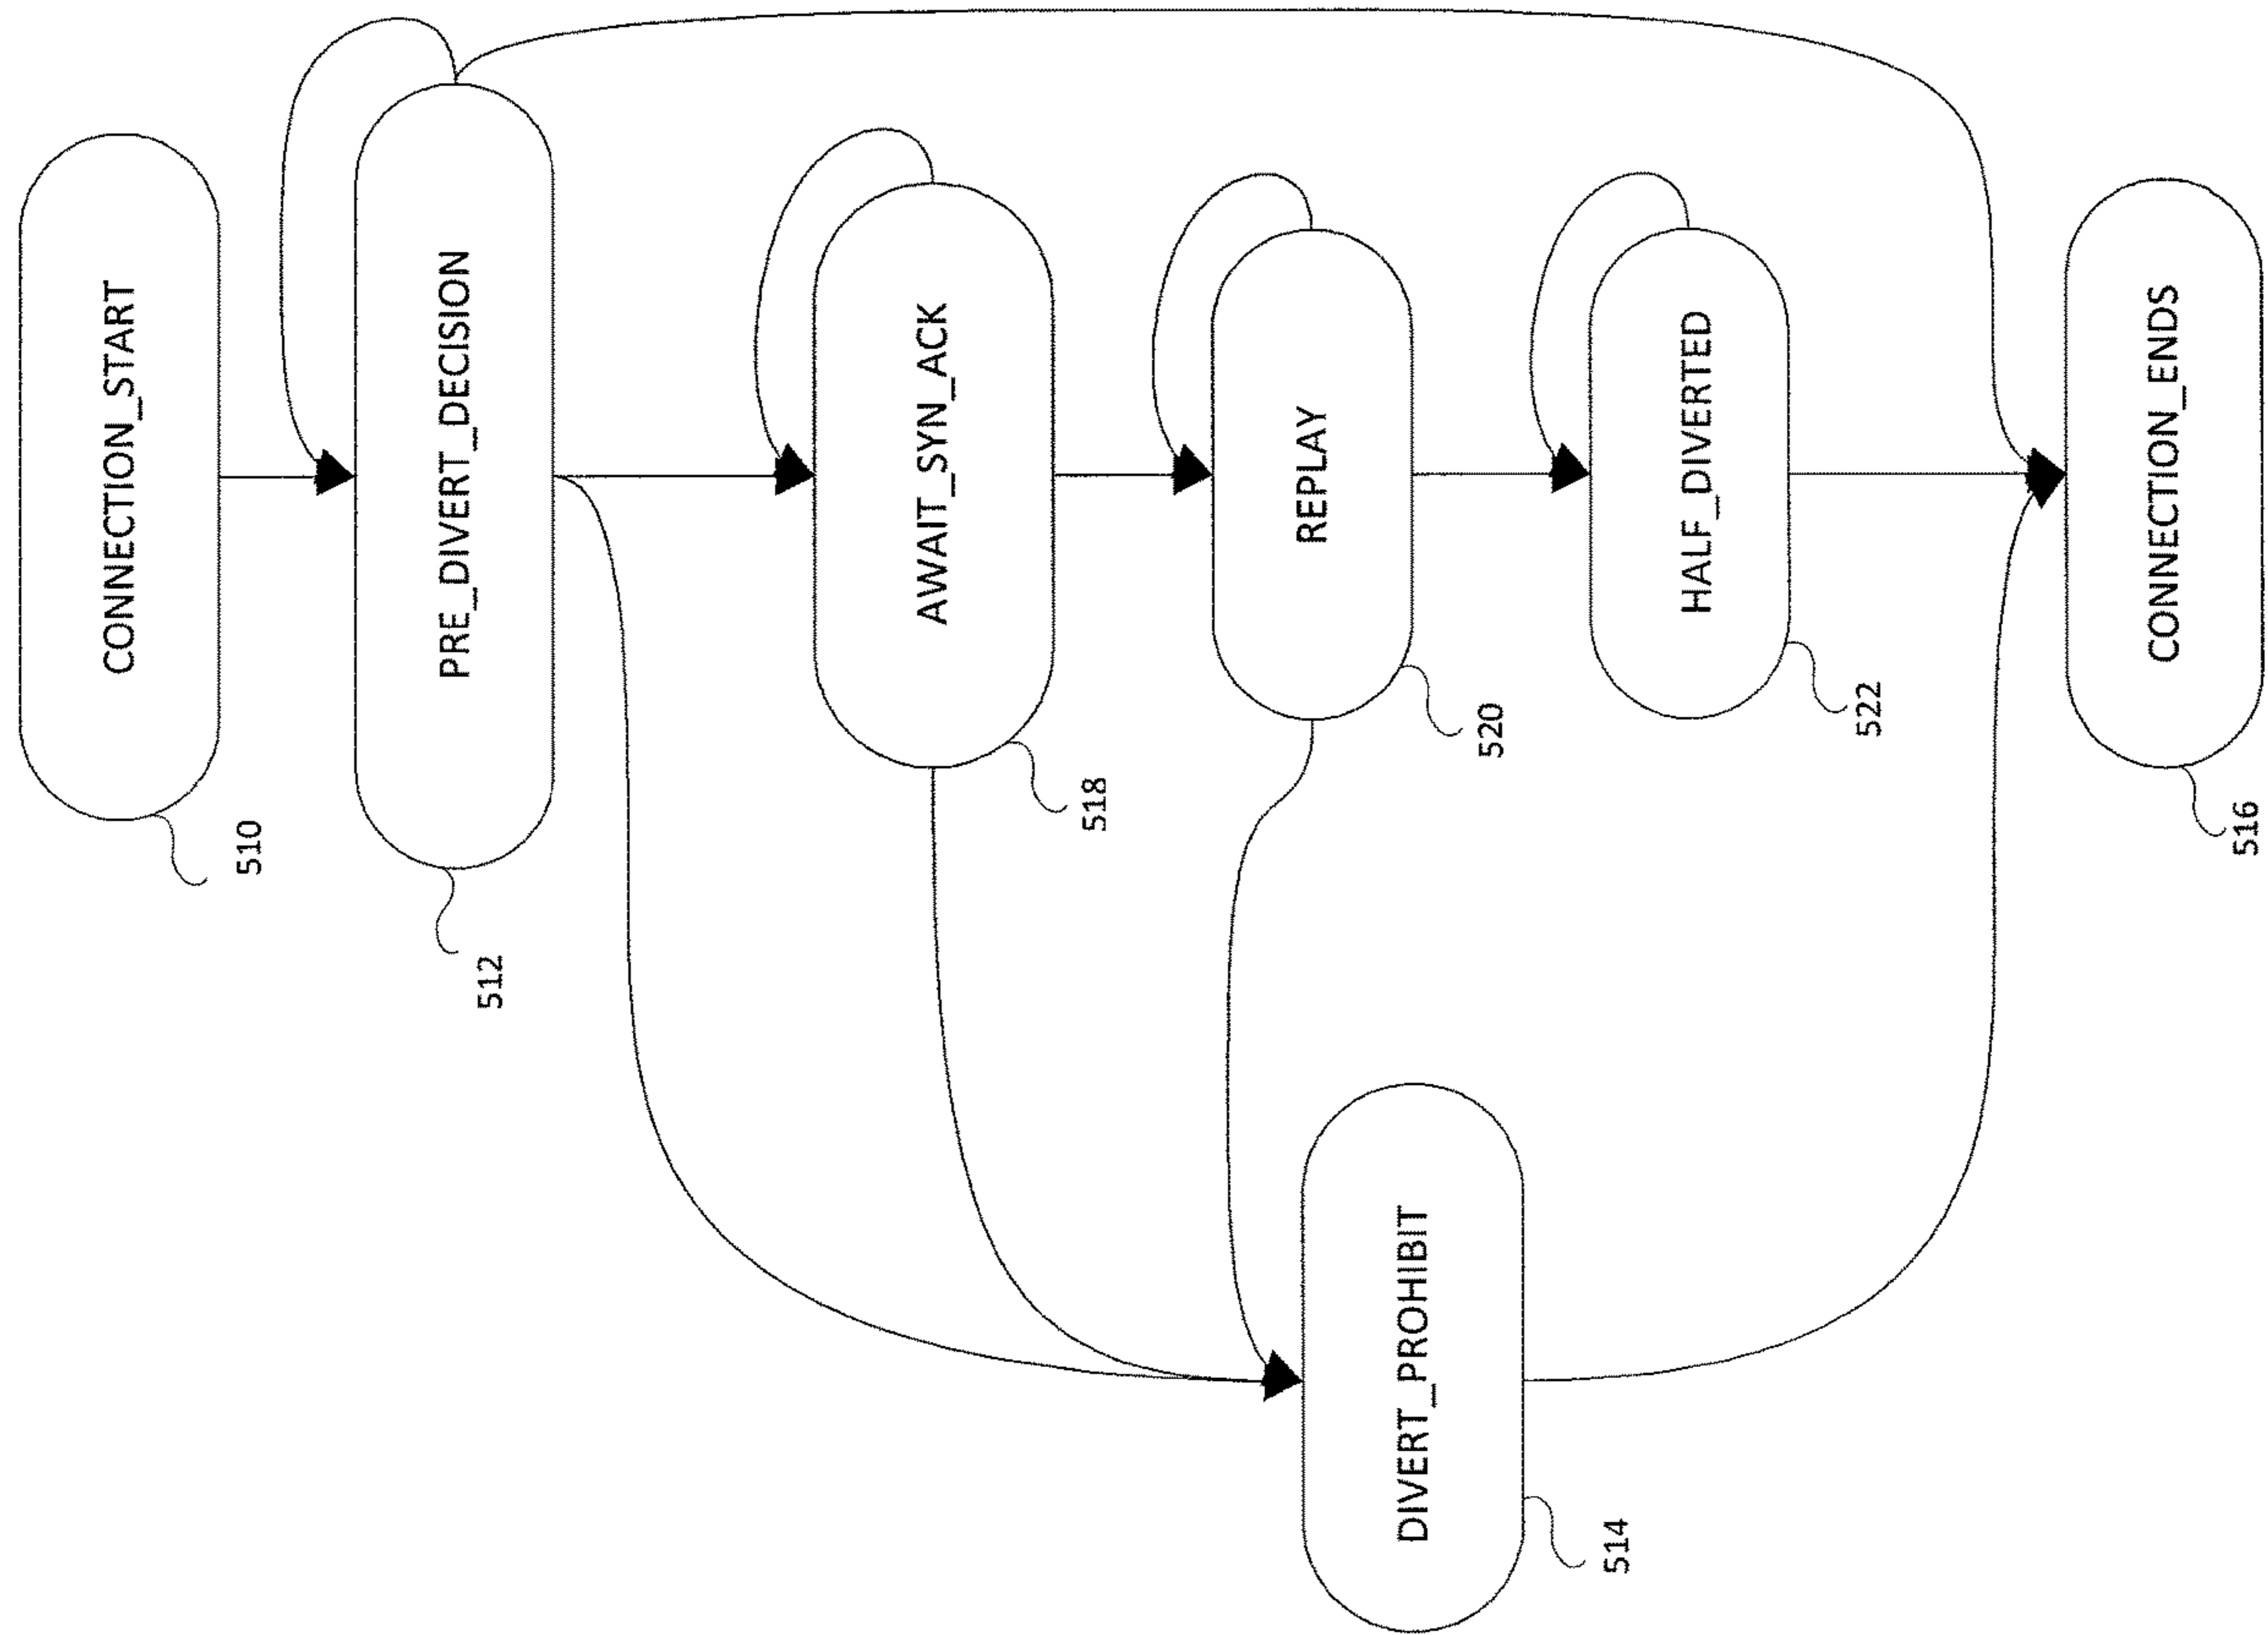 CONNECTION_START
510
PRE_DIVERT_DECISION
512
AWAIT_SYN_ACK
518
REPLAY
520
HALF_DIVERTED
522
DIVERT_PROHIBIT
514
CONNECTION_ENDS
516